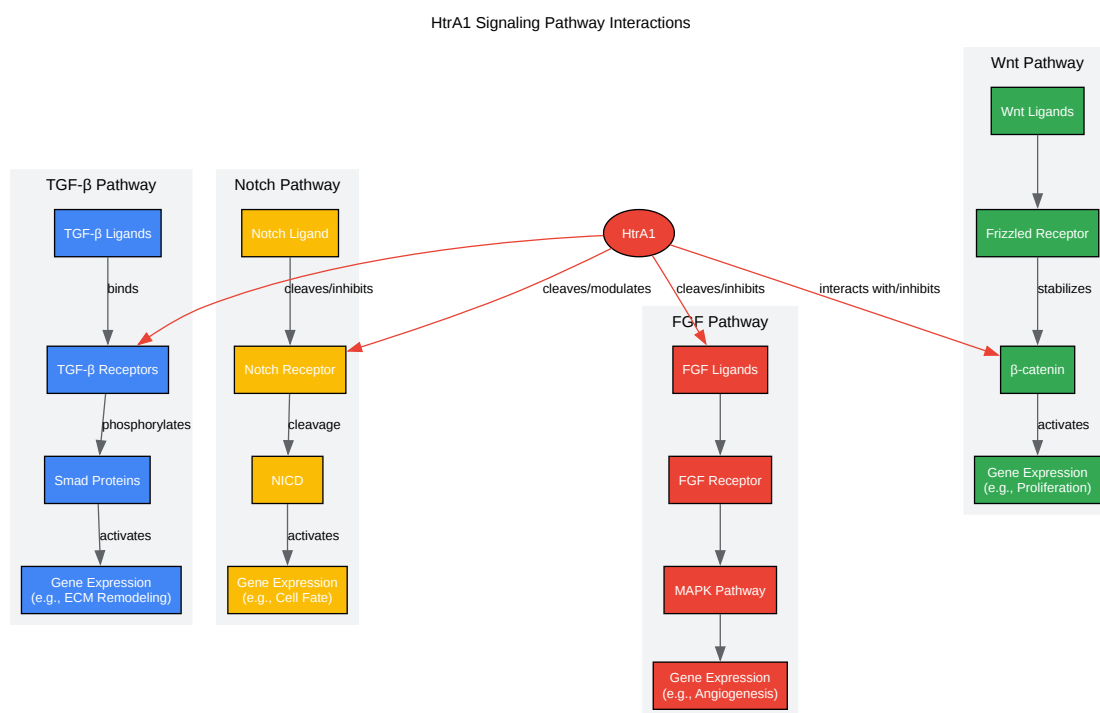 HtrA1 Signaling Pathway Interactions
TGF-β Pathway
TGF-β Ligands
binds
TGF-β Receptors
phosphorylates
Smad Proteins
activates
Gene Expression
(e.g., ECM Remodeling)
Notch Pathway
Notch Ligand
cleaves/inhibits
Notch Receptor
cleavage
NICD
activates
Gene Expression
(e.g., Cell Fate)
HtrA1
cleaves/modulates
cleaves/inhibits
interacts with/inhibits
FGF Pathway
FGF Ligands
FGF Receptor
MAPK Pathway
Gene Expression
(e.g., Angiogenesis)
Wnt Pathway
Wnt Ligands
Frizzled Receptor
stabilizes
β-catenin
activates
Gene Expression
(e.g., Proliferation)